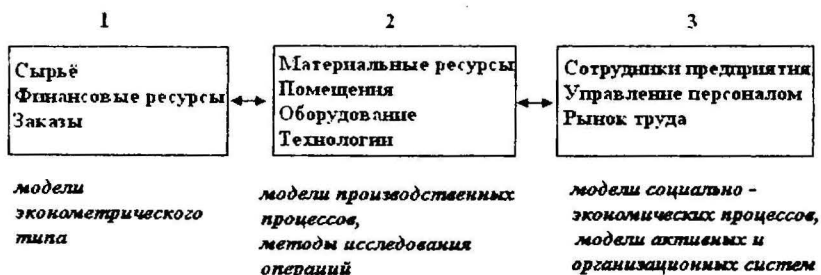 1
2
3
Сырьё
Финансовые ресурсы
Заказы
Материальные ресурсы
Помещения
Оборудование
Технологии
Сотрудники предприятия
Управление персоналом
Рынок труда
модели
эконометрического
типа
модели производственных
процессов,
методы исследования
операций
модели социально -
экономических процессов,
модели активных и
организационных систем